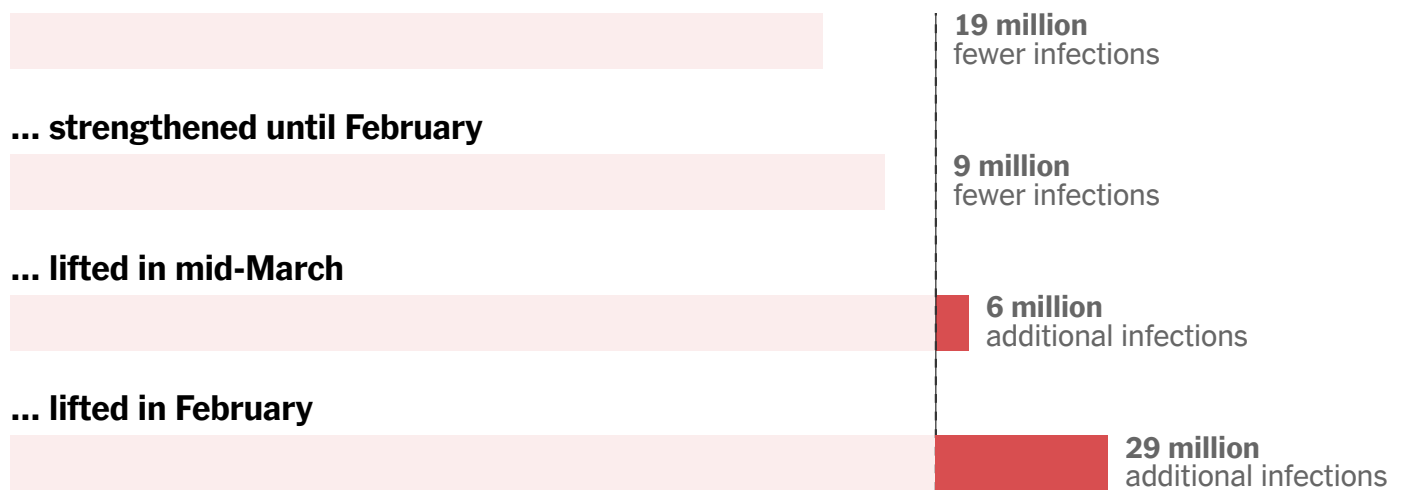 19 million
fewer infections
... strengthened until February
9 million
fewer infections
... lifted in mid-March
6 million
additional infections
... lifted in February
29 million
additional infections